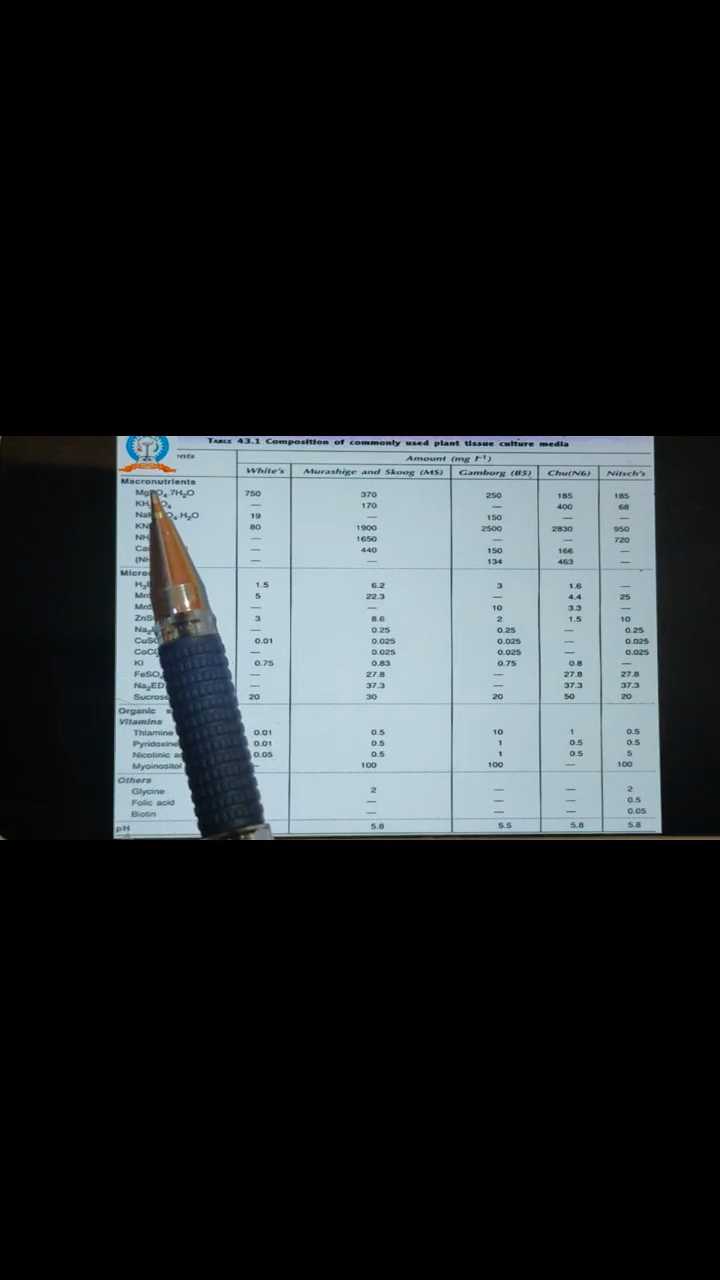 TABLE 43.1 Composition of commonly used plant tissue culture media
Amount (mg l⁻¹)
White's Murashige and Skoog (MS) Gamborg (B5) Chu(N6) Nitsch's
Macronutrients
7H₂O 750 370 250 185 185
170 — 400 68
H₂O 19 — 150 — —
80 1900 2500 2830 950
— 1650 — — 720
— 440 150 166 —
— — 134 463 —
1.5 6.2 3 1.6 —
5 22.3 4.4 25
— — 10 3.3
3 8.6 2 1.5 10
0.25 0.25 — 0.25
0.01 0.025 0.025 — 0.025
— 0.025 0.025 — 0.025
KI 0.75 0.83 0.75 0.8 —
— 27.8 — 27.8 27.8
— 37.3 — 37.3 37.3
Sucrose 20 30 20 50 20
Organic
Vitamins
Thiamine 0.01 0.5 10 1 0.5
Pyridoxine 0.01 0.5 1 0.5 0.5
Nicotinic 0.05 0.5 1 0.5 5
Myoinositol — 100 100 — 100
Others
Glycine 2 — — 2
Folic acid — — — 0.5
Biotin — — — 0.05
pH 5.8 5.5 5.8 5.8